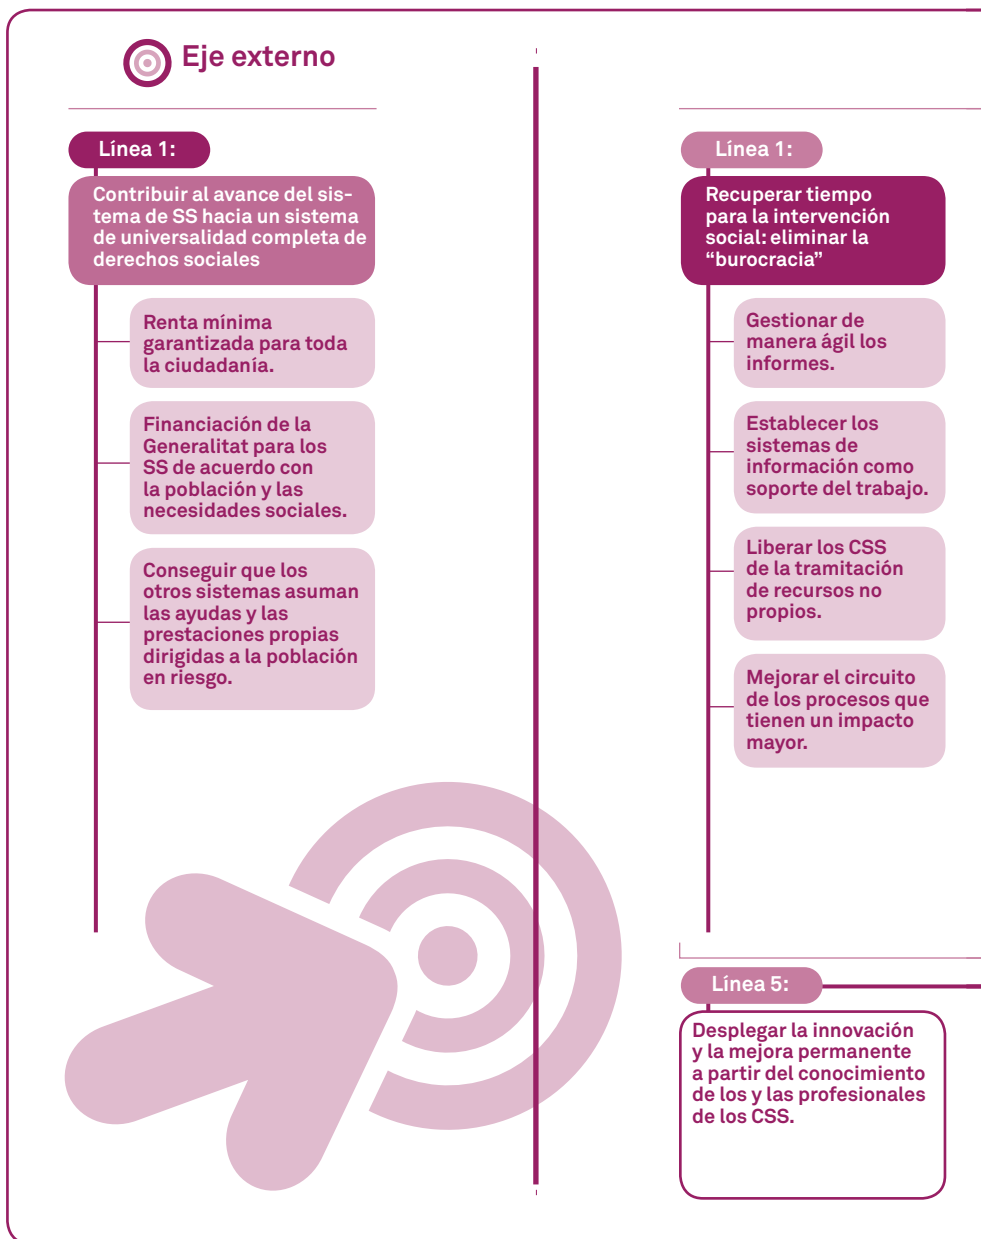 Eje externo
Línea 1:
Contribuir al avance del sis-
tema de SS hacia un sistema
de universalidad completa de
derechos sociales
Renta mínima
garantizada para toda
la ciudadanía.
Financiación de la
Generalitat para los
SS de acuerdo con
la población y las
necesidades sociales.
Conseguir que los
otros sistemas asuman
las ayudas y las
prestaciones propias
dirigidas a la población
en riesgo.
Línea 1:
Recuperar tiempo
para la intervención
social: eliminar la
“burocracia”
Gestionar de
manera ágil los
informes.
Establecer los
sistemas de
información como
soporte del trabajo.
Liberar los CSS
de la tramitación
de recursos no
propios.
Mejorar el circuito
de los procesos que
tienen un impacto
mayor.
Línea 5:
Desplegar la innovación
y la mejora permanente
a partir del conocimiento
de los y las profesionales
de los CSS.